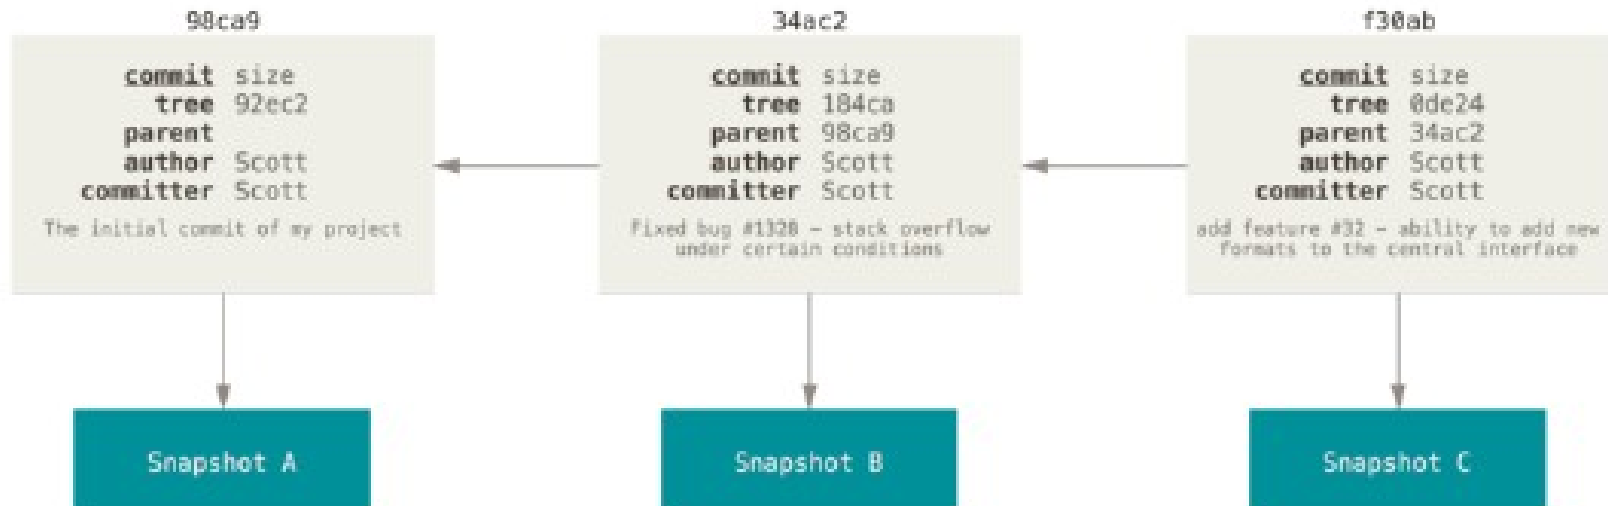 98ca9
commit size
tree 92ec2
parent
author Scott
committer Scott
The initial commit of my project
Snapshot A
34ac2
commit size
tree 184ca
parent 98ca9
author Scott
committer Scott
Fixed bug #1328 – stack overflow
under certain conditions
Snapshot B
f30ab
commit size
tree 0de24
parent 34ac2
author Scott
committer Scott
add feature #32 – ability to add new
formats to the central interface
Snapshot C